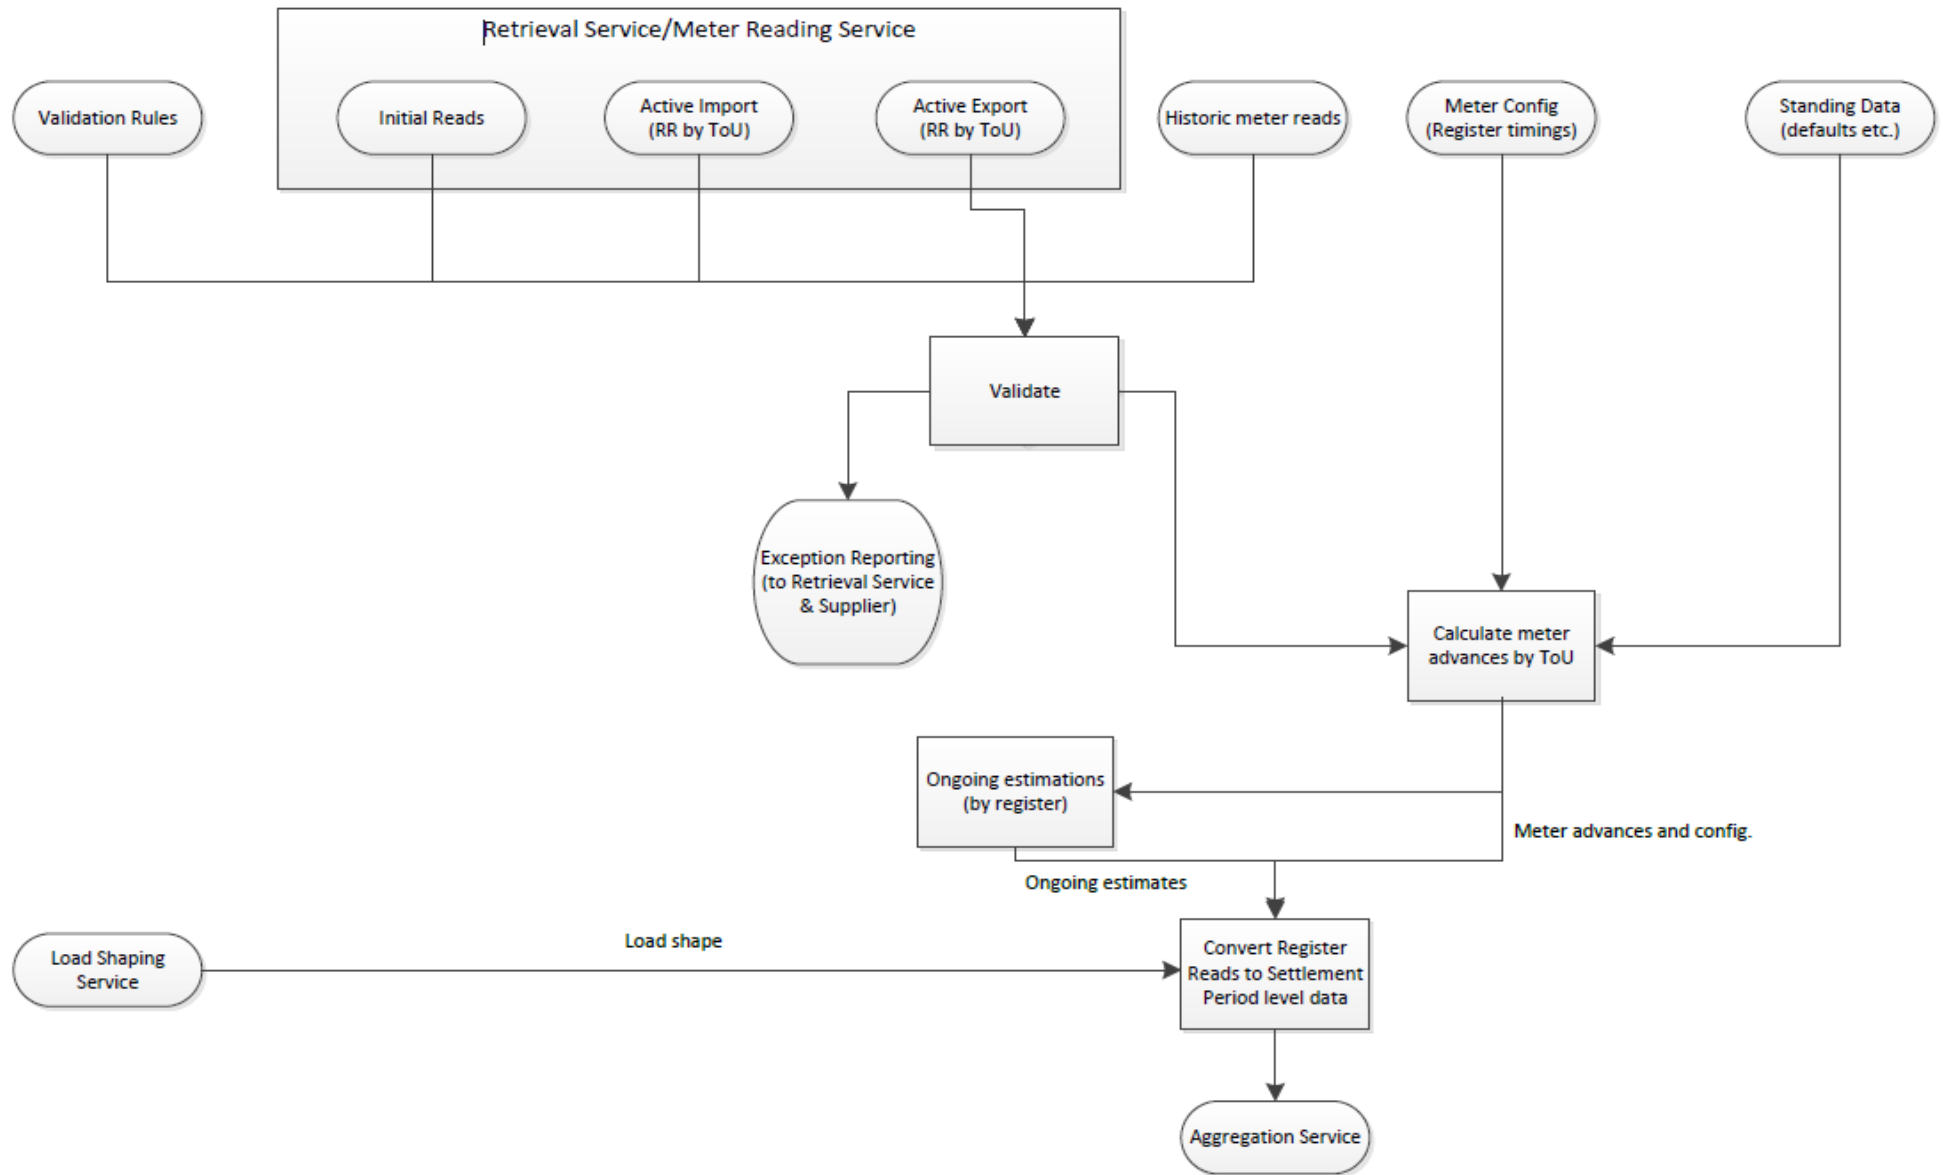 Retrieval Service/Meter Reading Service
Validation Rules
Initial Reads
Active Import
(RR by ToU)
Active Export
(RR by ToU)
Historic meter reads
Meter Config
(Register timings)
Standing Data
(defaults etc.)
Validate
Exception Reporting
(to Retrieval Service
& Supplier)
Calculate meter
advances by ToU
Ongoing estimations
(by register)
Meter advances and config.
Ongoing estimates
Load shape
Load Shaping
Service
Convert Register
Reads to Settlement
Period level data
Aggregation Service